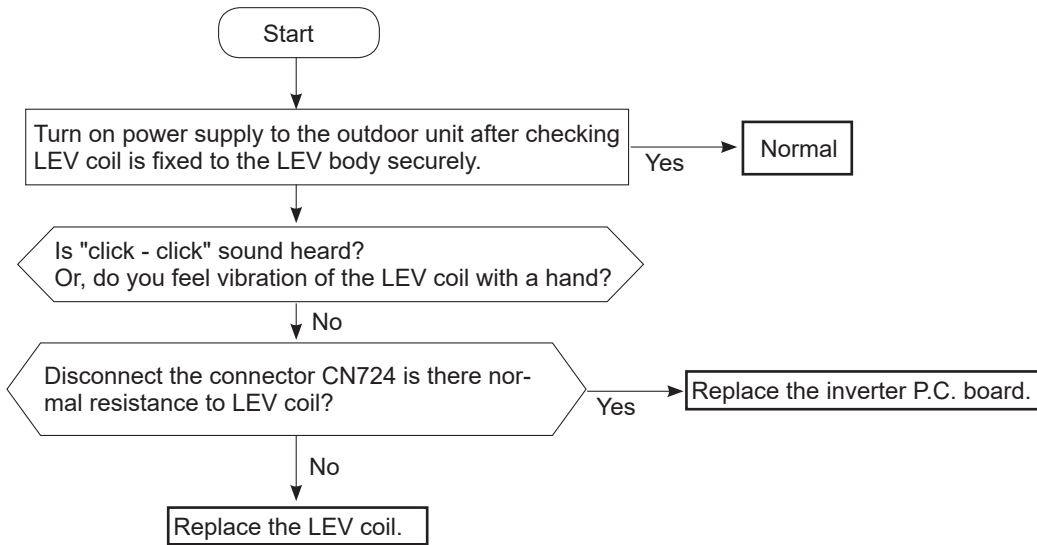 Start
Turn on power supply to the outdoor unit after checking
LEV coil is fixed to the LEV body securely.
Yes
Normal
Is "click - click" sound heard?
Or, do you feel vibration of the LEV coil with a hand?
No
Disconnect the connector CN724 is there nor-
mal resistance to LEV coil?
Yes
Replace the inverter P.C. board.
No
Replace the LEV coil.